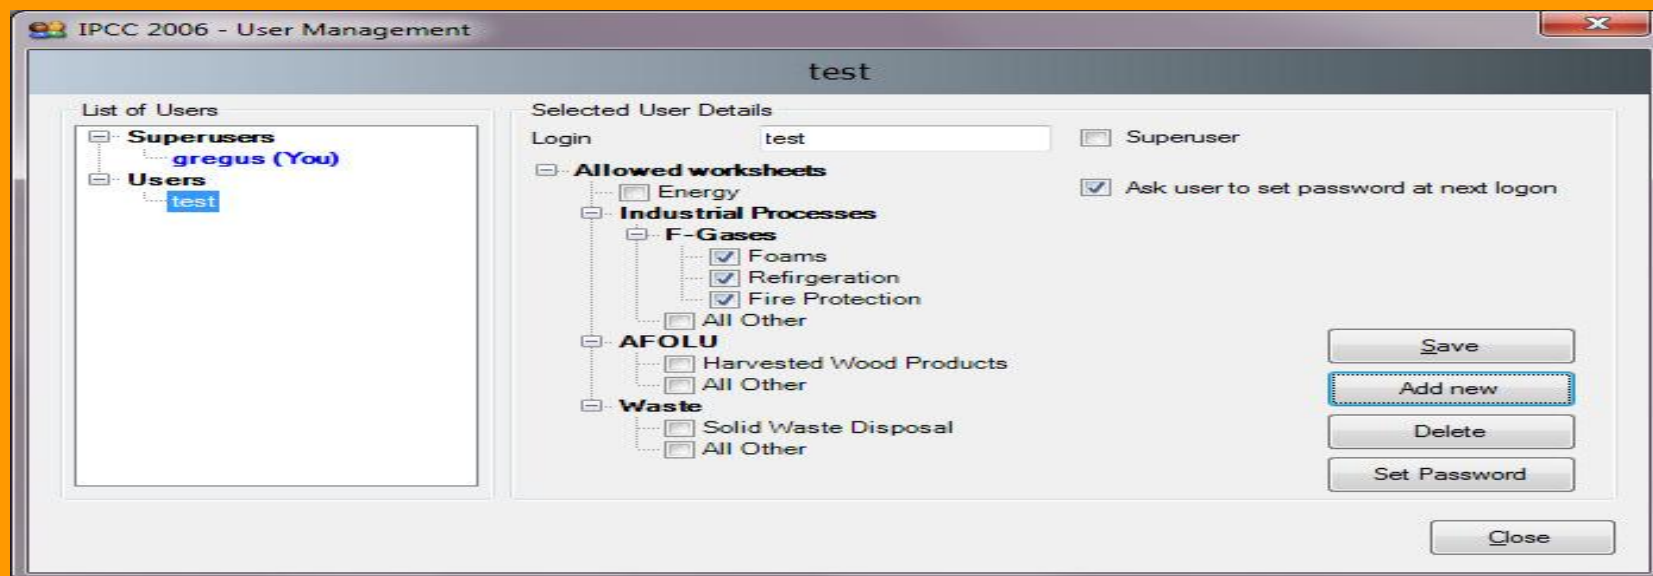 IPCC 2006 - User Management
test
List of Users
Superusers
gregus (You)
Users
test
Selected User Details
Login test
Superuser
Ask user to set password at next logon
Allowed worksheets
Energy
Industrial Processes
F-Gases
Foams
Refirgeration
Fire Protection
All Other
AFOLU
Harvested Wood Products
All Other
Waste
Solid Waste Disposal
All Other
Save
Add new
Delete
Set Password
Close